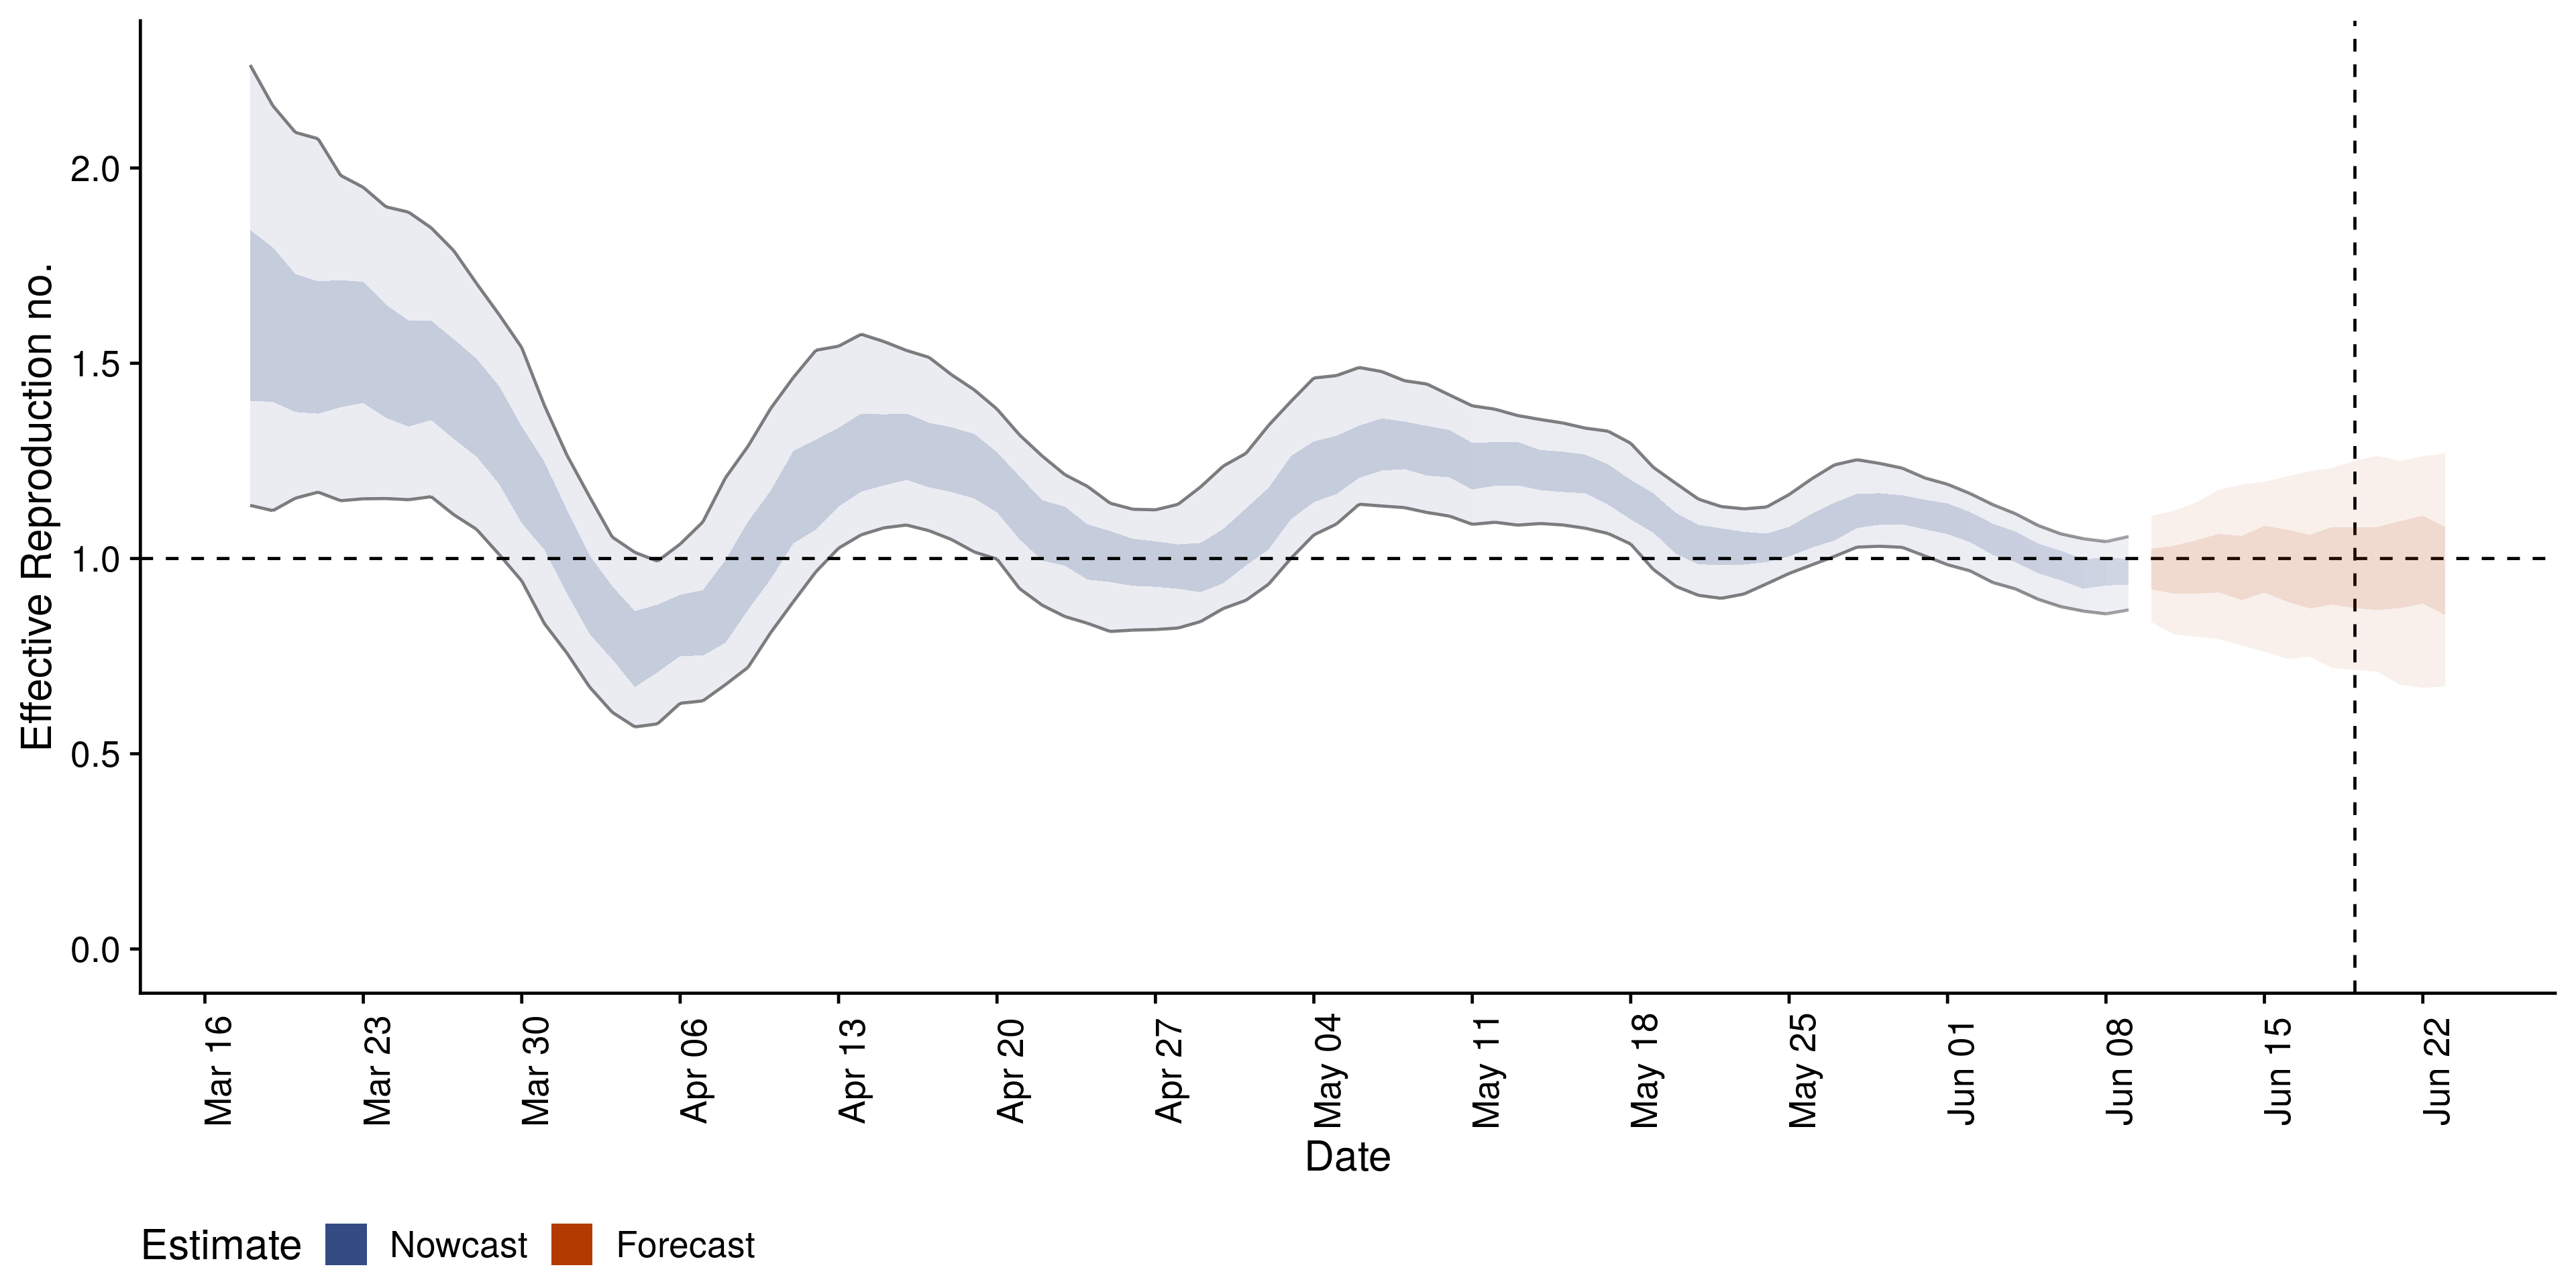 Effective Reproduction no.
2.0
1.5
1.0
0.5
0.0
Mar 16
Mar 23
Mar 30
Apr 06
Apr 13
Apr 20
Apr 27
May 04
May 11
May 18
May 25
Jun 01
Jun 08
Jun 15
Jun 22
Date
Estimate Nowcast Forecast